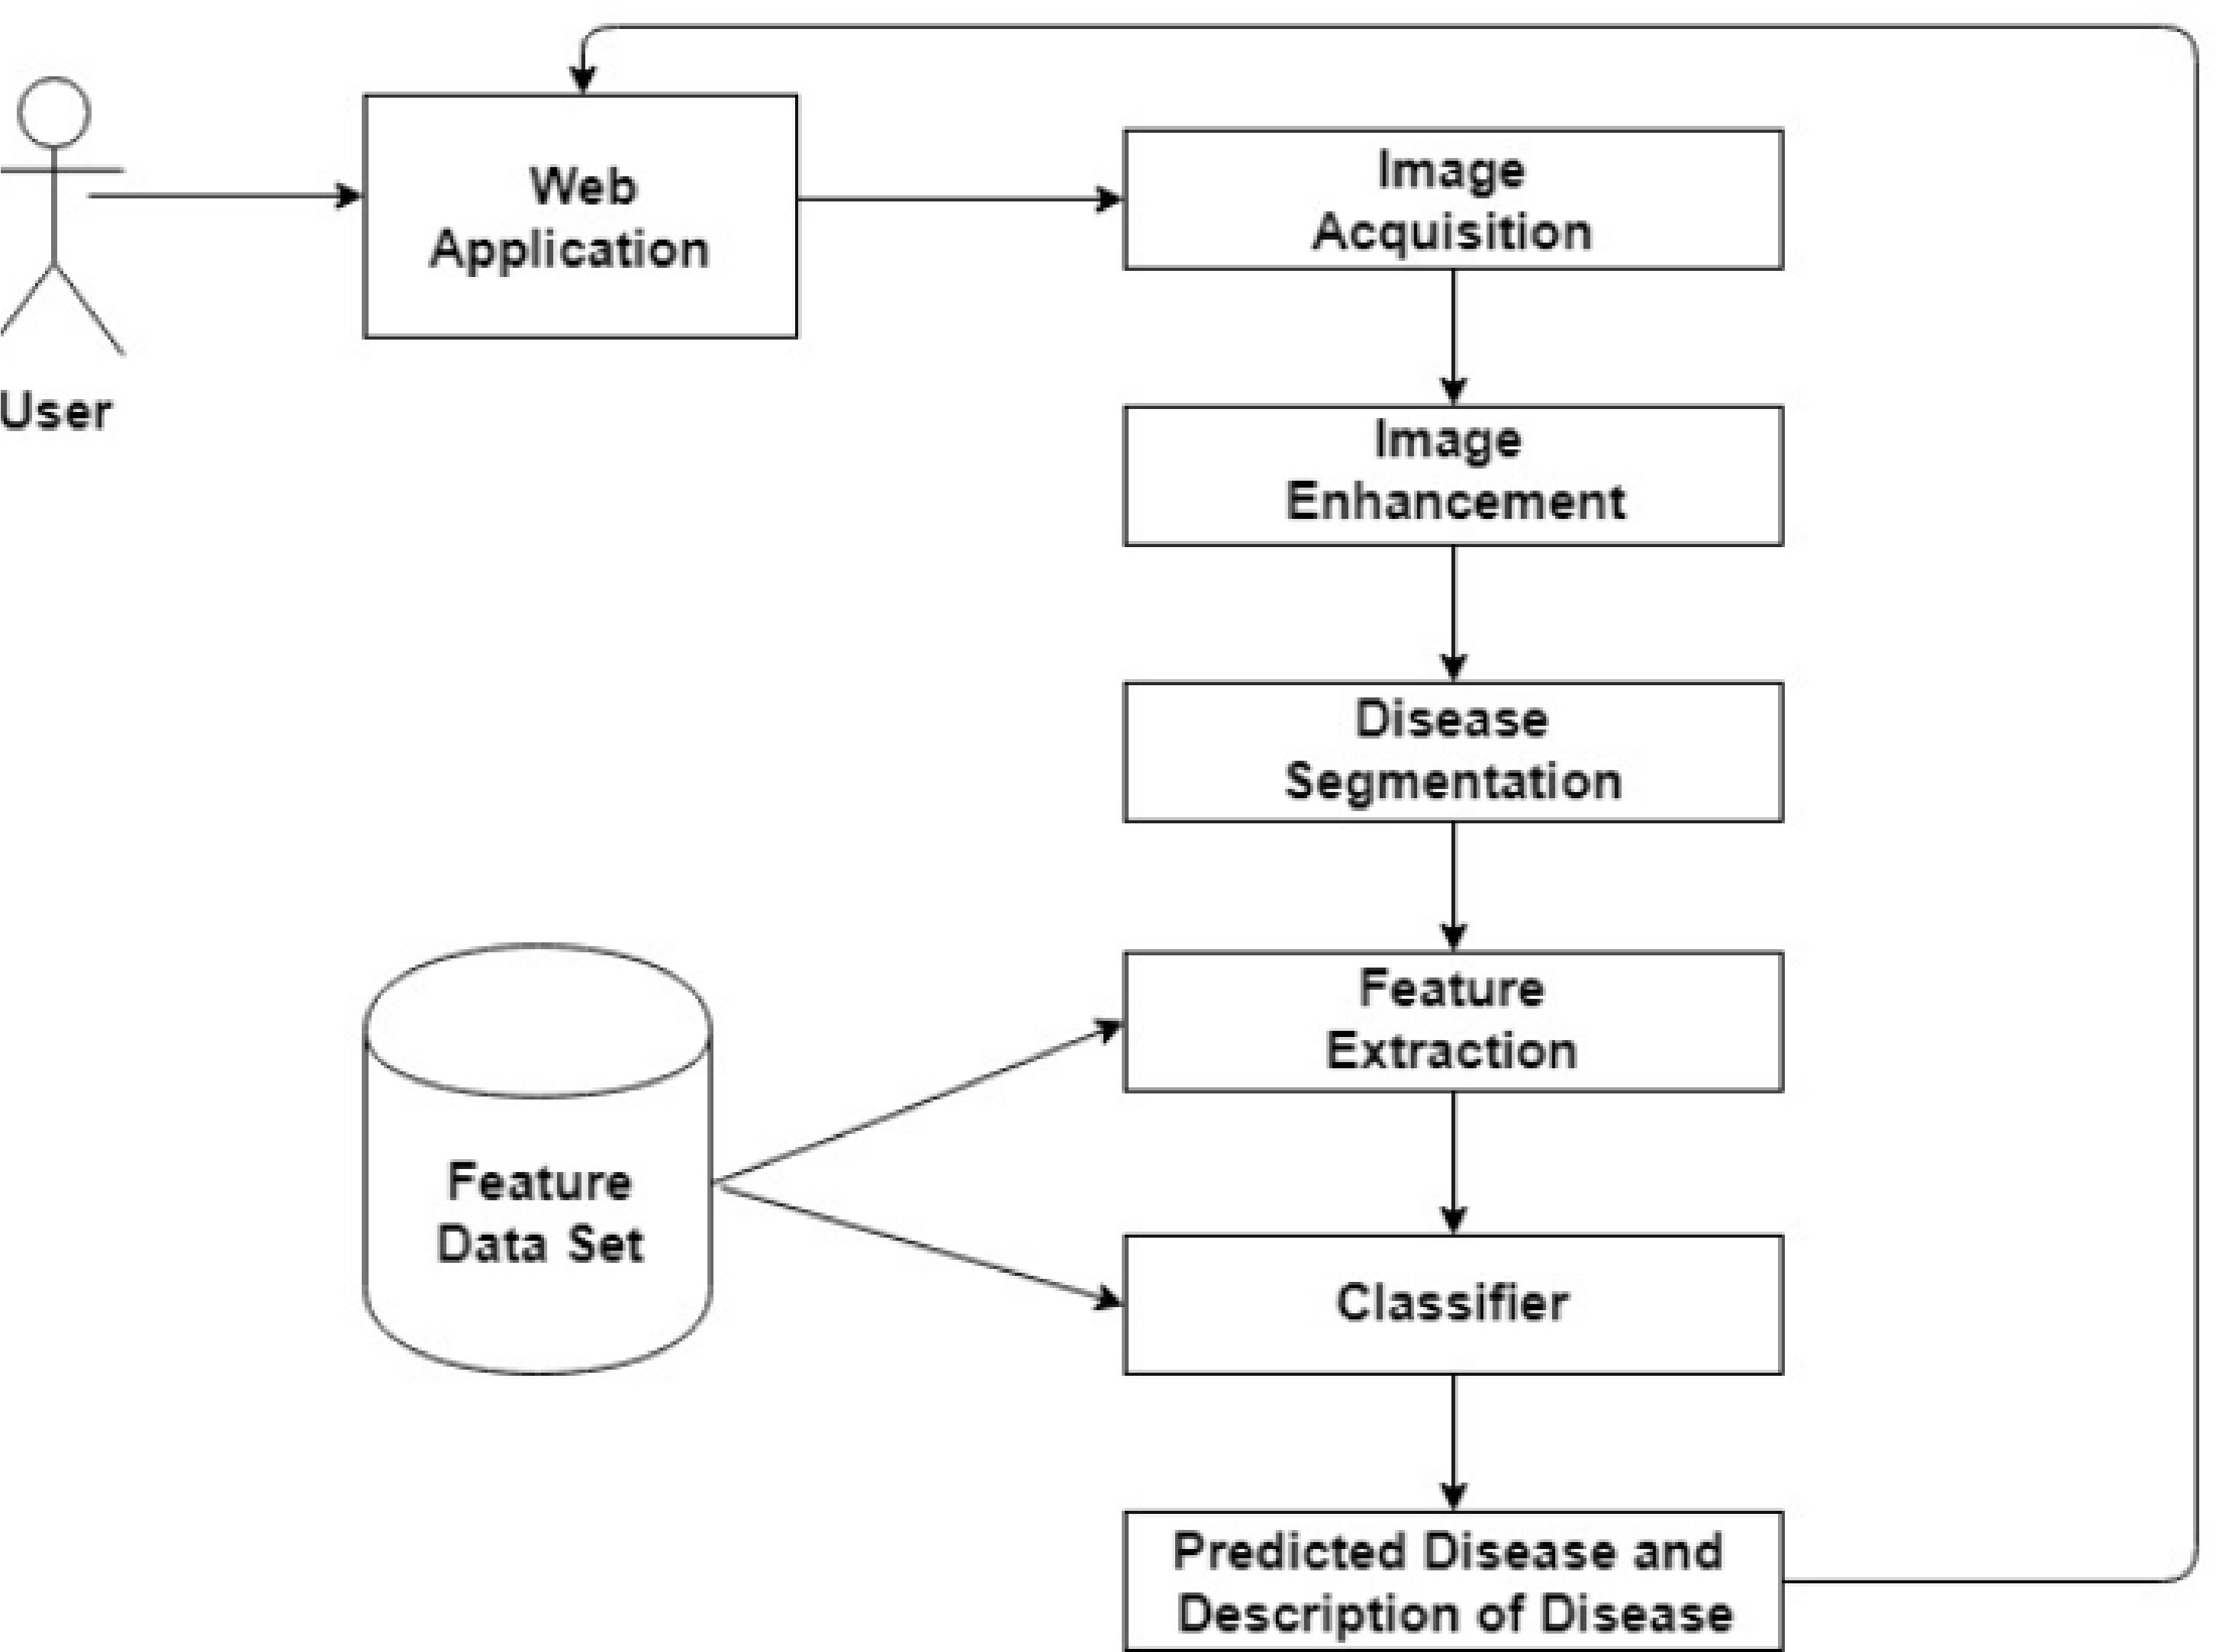 Web
Application
User
Image
Acquisition
Image
Enhancement
Disease
Segmentation
Feature
Extraction
Feature
Data Set
Classifier
Predicted Disease and
Description of Disease